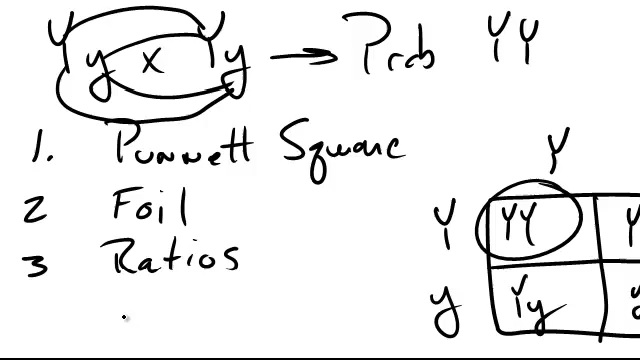 Yy x Yy → Prob YY
1. Punnett Square
2 Foil
3 Ratios
Y
Y YY
y Yy